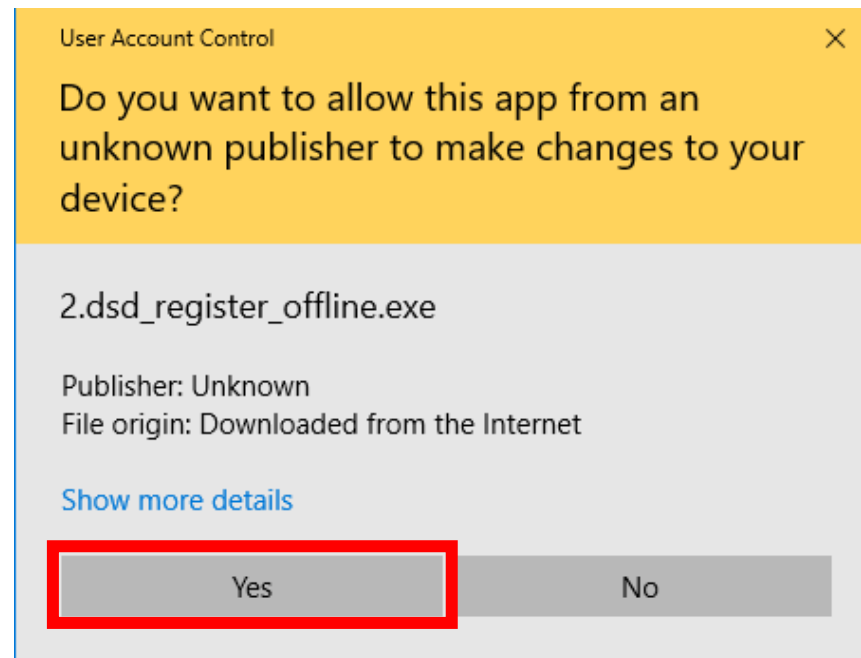 User Account Control
Do you want to allow this app from an
unknown publisher to make changes to your
device?
2.dsd_register_offline.exe
Publisher: Unknown
File origin: Downloaded from the Internet
Show more details
Yes
No